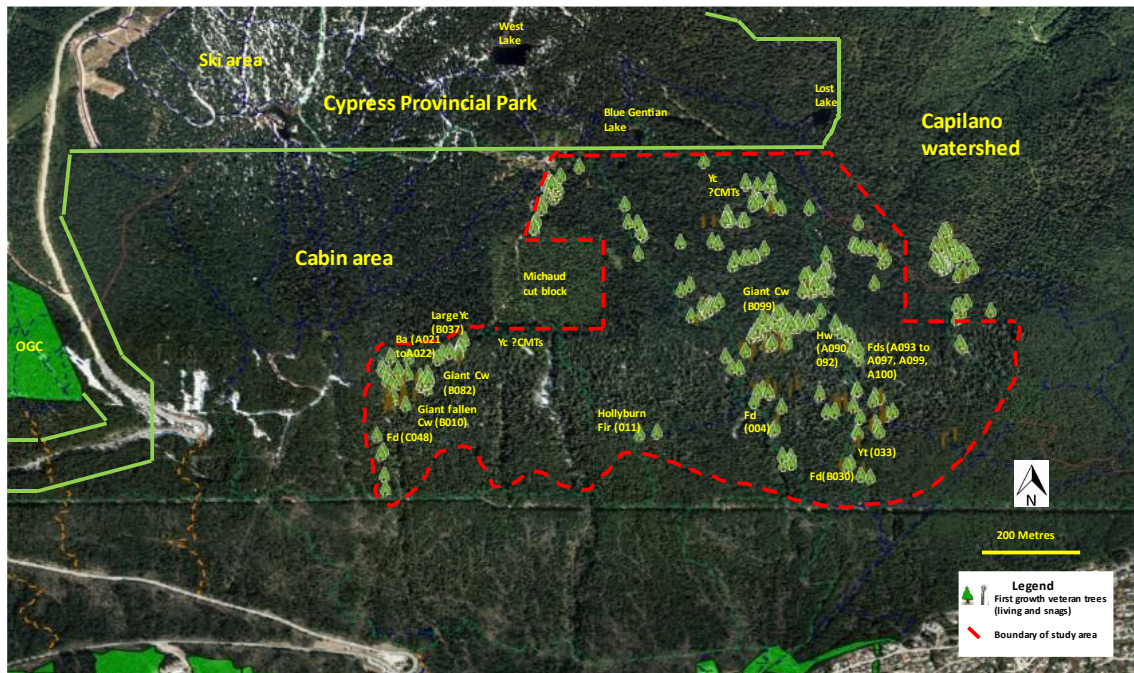 West
Lake
Ski area
Cypress Provincial Park
Lost
Lake
Blue Gentian
Lake
Capilano
watershed
Yc
?CMTs
Cabin area
Michaud
cut block
Giant Cw
(B099)
Large Yc
(B037)
Ba (A021
toA022)
Yc ?CMTs
Hw
(A090,
092)
Fds (A093 to
A097, A099,
A100)
OGC
Giant Cw
(B082)
Giant fallen
Cw (B010)
Fd (C048)
Hollyburn
Fir (011)
Fd
(004)
Yt (033)
Fd(B030)
N
200 Metres
Legend
First growth veteran trees
(living and snags)
Boundary of study area